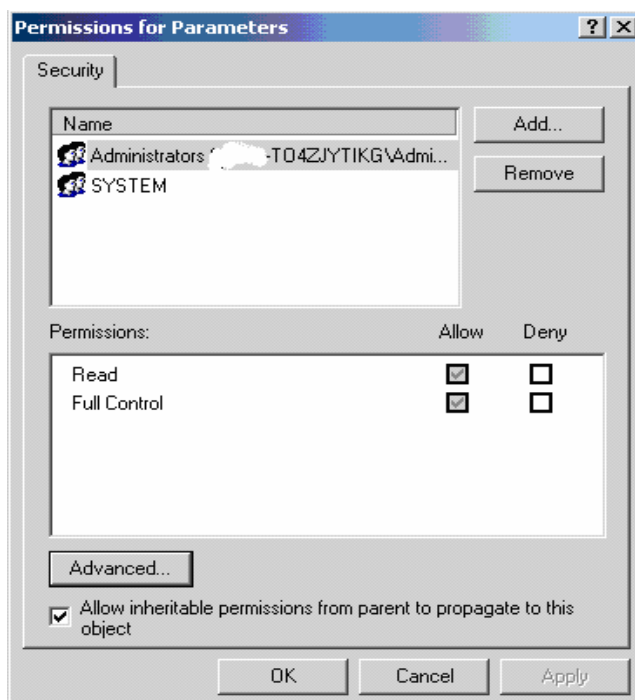 Permissions for Parameters
Security
Name
Add...
Administrators -TO4ZJYTIKG\Admi...
Remove
SYSTEM
Permissions: Allow Deny
Read
Full Control
Advanced...
Allow inheritable permissions from parent to propagate to this
object
OK Cancel Apply